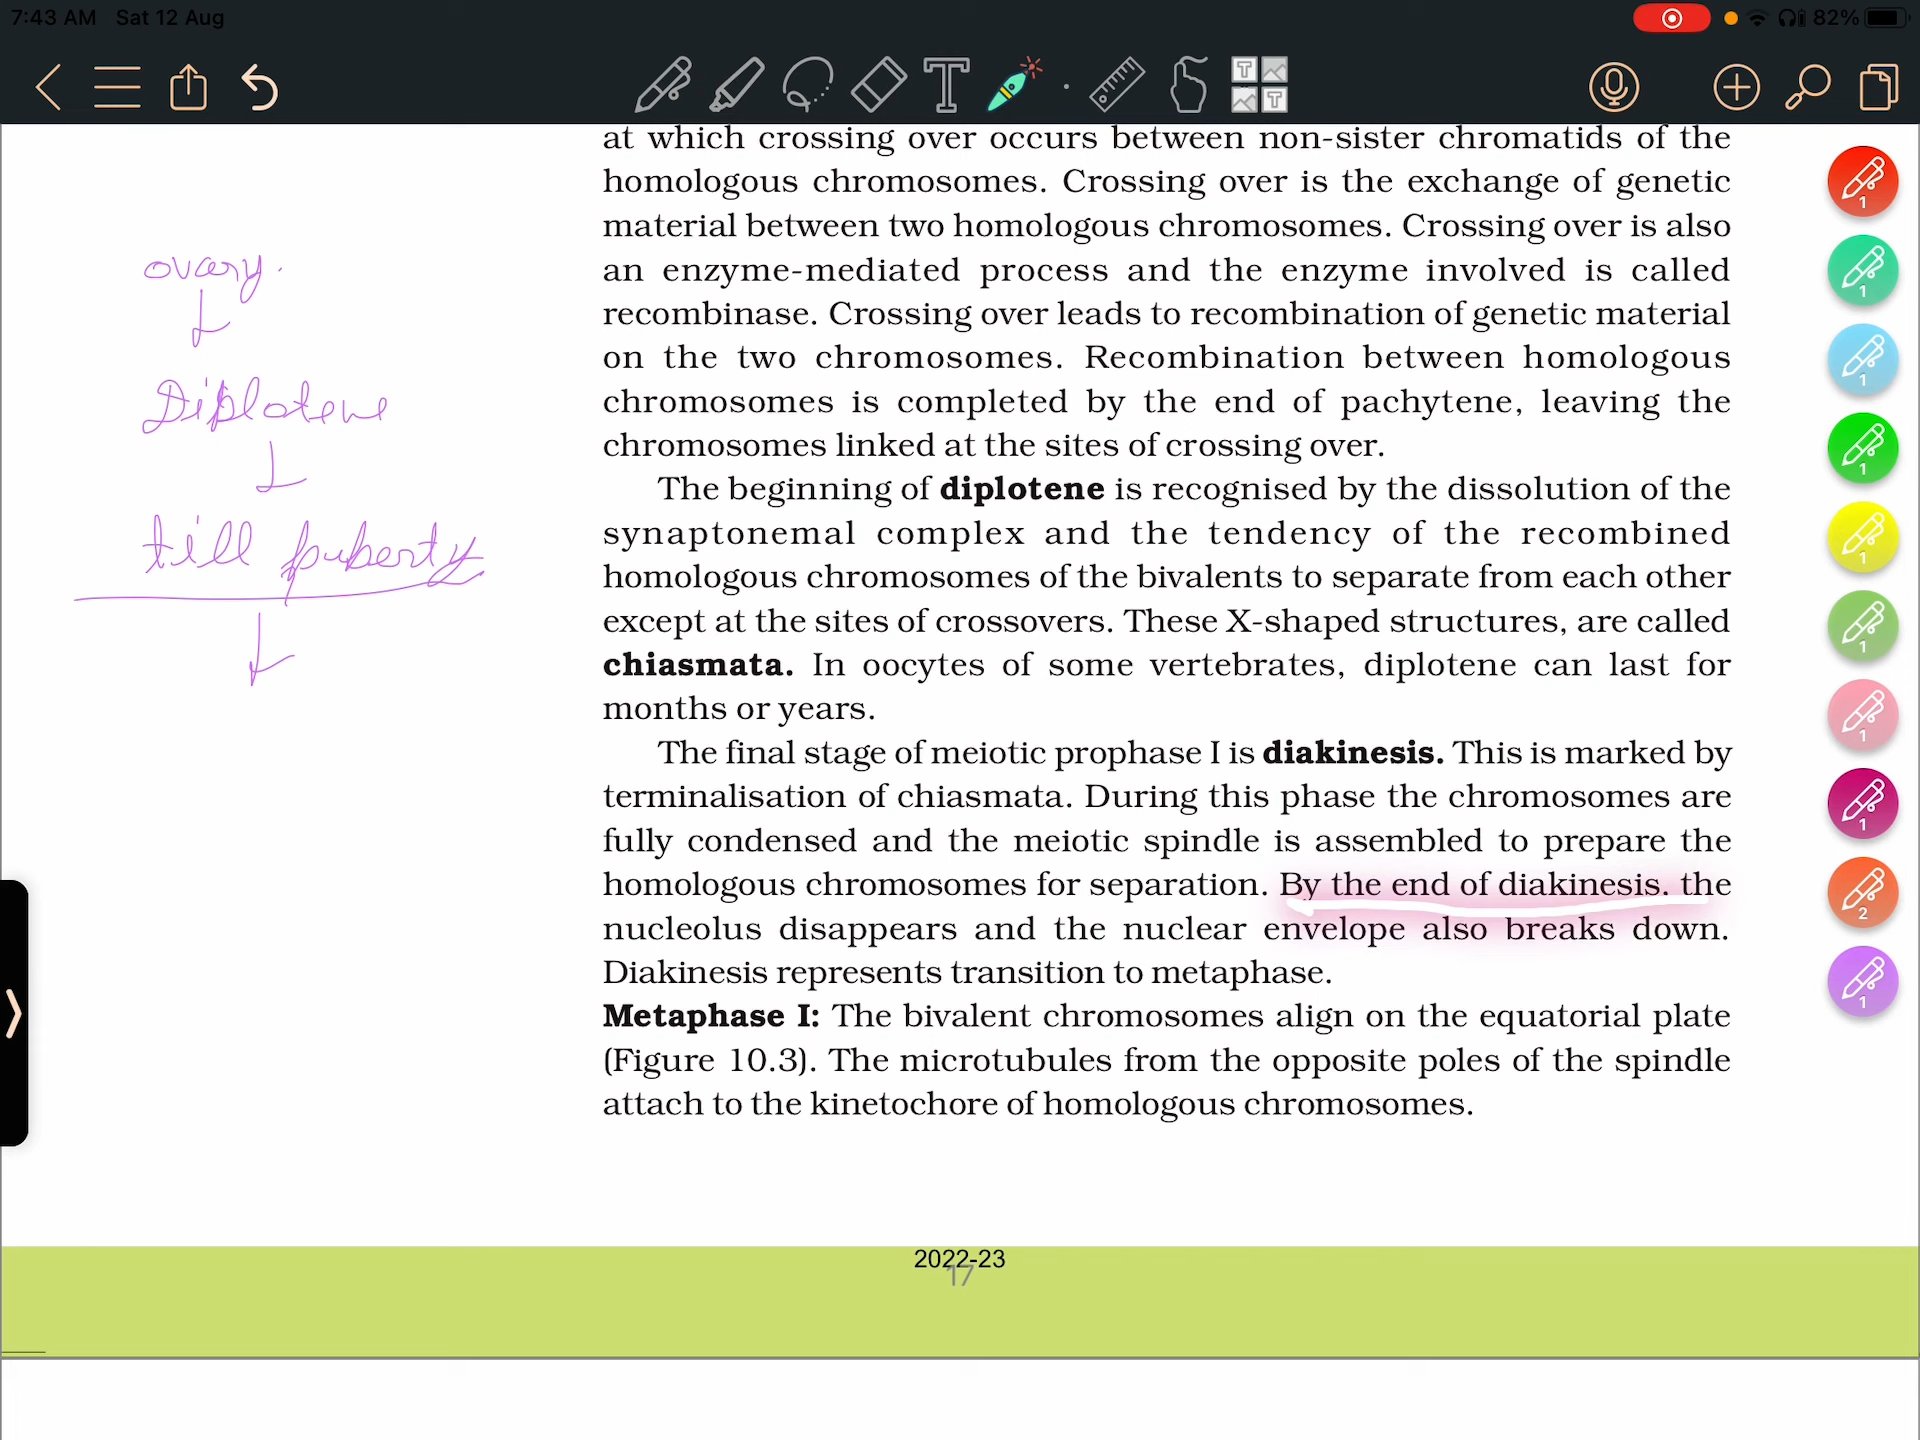 7:43 AM Sat 12 Aug
82%
at which crossing over occurs between non-sister chromatids of the
homologous chromosomes. Crossing over is the exchange of genetic
material between two homologous chromosomes. Crossing over is also
an enzyme-mediated process and the enzyme involved is called
recombinase. Crossing over leads to recombination of genetic material
on the two chromosomes. Recombination between homologous
chromosomes is completed by the end of pachytene, leaving the
chromosomes linked at the sites of crossing over.
The beginning of diplotene is recognised by the dissolution of the
synaptonemal complex and the tendency of the recombined
homologous chromosomes of the bivalents to separate from each other
except at the sites of crossovers. These X-shaped structures, are called
chiasmata. In oocytes of some vertebrates, diplotene can last for
months or years.
The final stage of meiotic prophase I is diakinesis. This is marked by
terminalisation of chiasmata. During this phase the chromosomes are
fully condensed and the meiotic spindle is assembled to prepare the
homologous chromosomes for separation. By the end of diakinesis, the
nucleolus disappears and the nuclear envelope also breaks down.
Diakinesis represents transition to metaphase.
Metaphase I: The bivalent chromosomes align on the equatorial plate
(Figure 10.3). The microtubules from the opposite poles of the spindle
attach to the kinetochore of homologous chromosomes.
ovary.
Diplotene
till puberty
1
1
1
1
1
1
1
1
2
1
2022-23
17